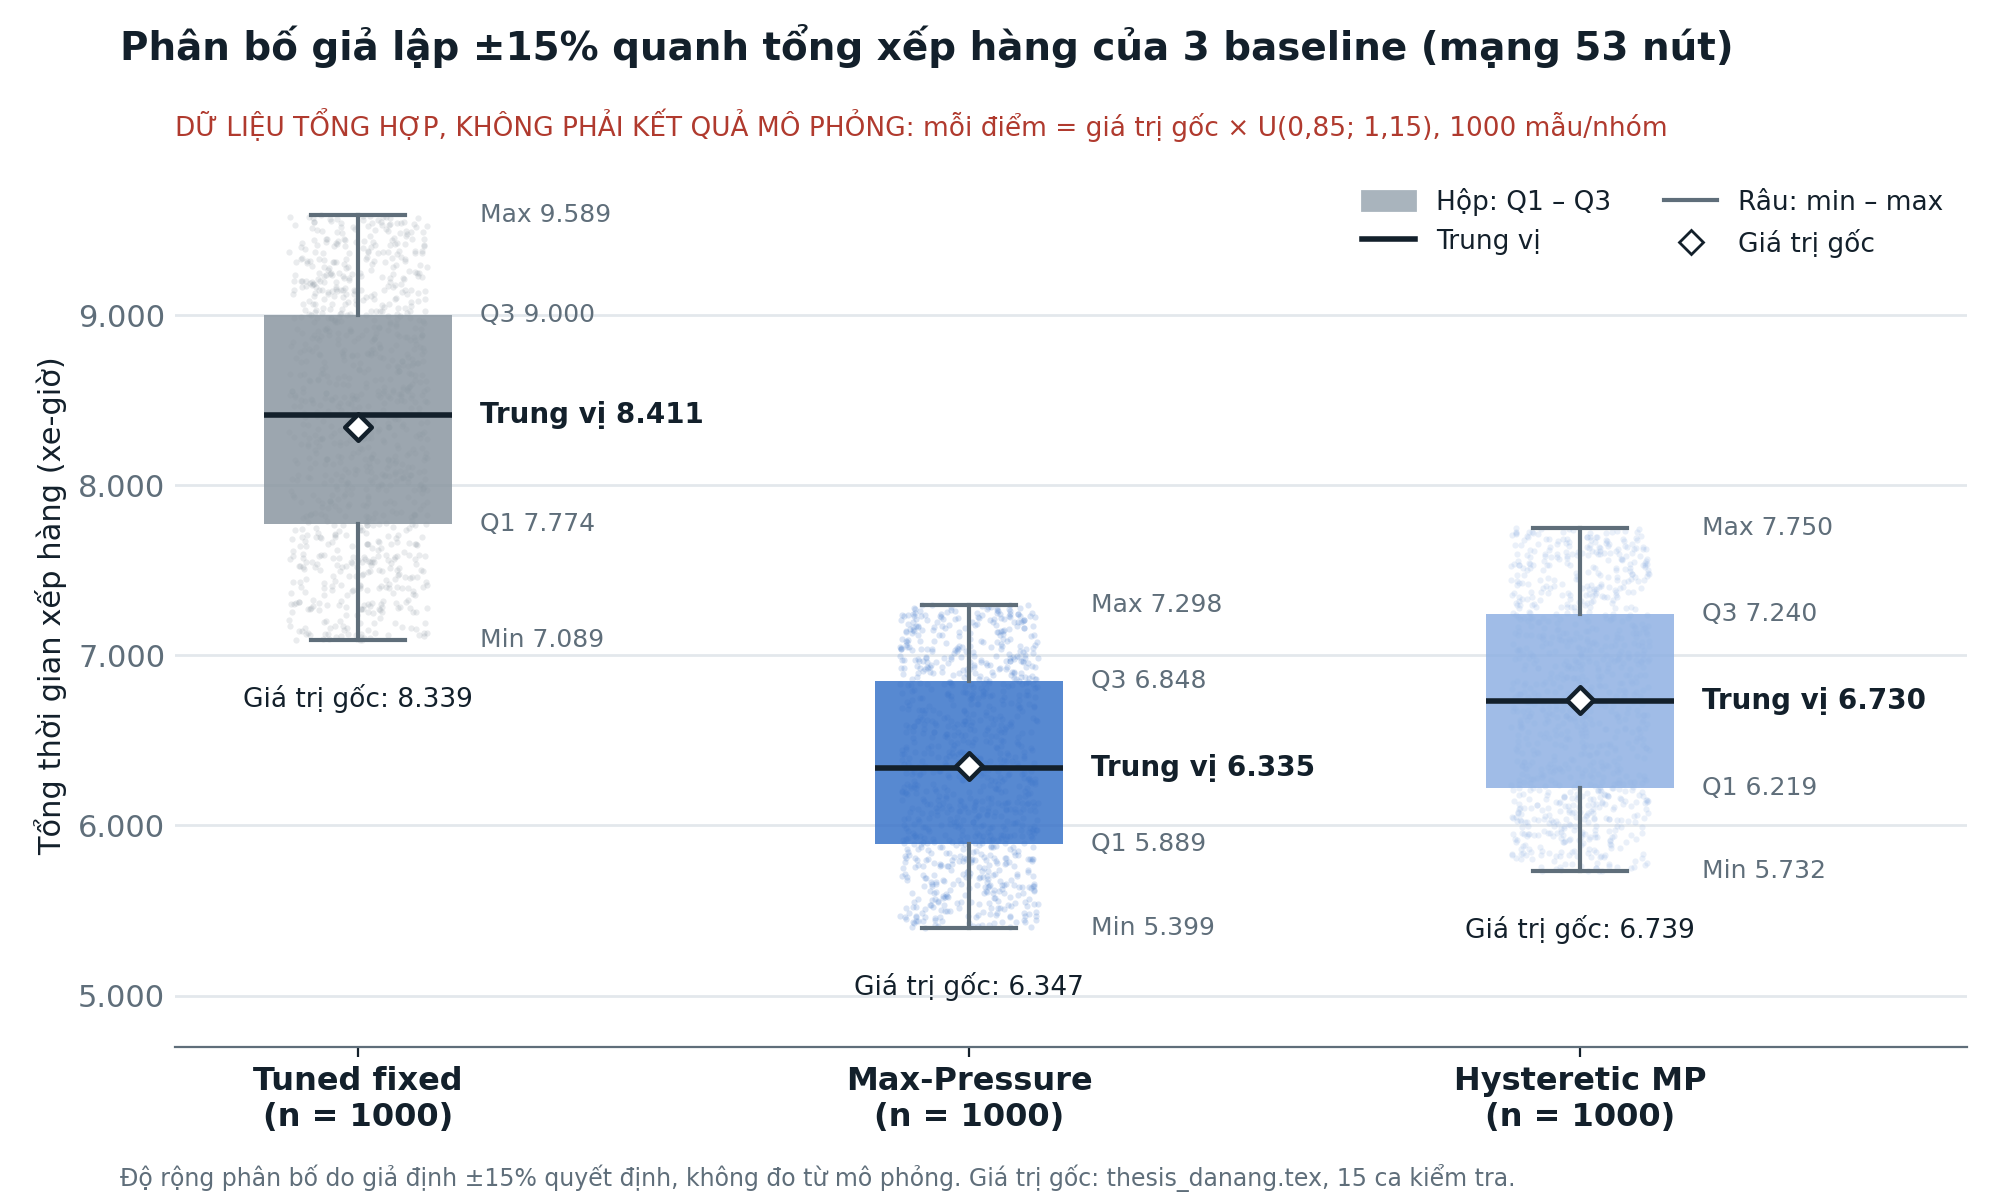 Phân bố giả lập ±15% quanh tổng xếp hàng của 3 baseline (mạng 53 nút)
DỮ LIỆU TỔNG HỢP, KHÔNG PHẢI KẾT QUẢ MÔ PHỎNG: mỗi điểm = giá trị gốc × U(0,85; 1,15), 1000 mẫu/nhóm
Hộp: Q1 – Q3
Râu: min – max
Trung vị
Giá trị gốc
Tổng thời gian xếp hàng (xe-giờ)
9.000
8.000
7.000
6.000
5.000
Max 9.589
Q3 9.000
Trung vị 8.411
Q1 7.774
Min 7.089
Giá trị gốc: 8.339
Max 7.298
Q3 6.848
Trung vị 6.335
Q1 5.889
Min 5.399
Giá trị gốc: 6.347
Max 7.750
Q3 7.240
Trung vị 6.730
Q1 6.219
Min 5.732
Giá trị gốc: 6.739
Tuned fixed
(n = 1000)
Max-Pressure
(n = 1000)
Hysteretic MP
(n = 1000)
Độ rộng phân bố do giả định ±15% quyết định, không đo từ mô phỏng. Giá trị gốc: thesis_danang.tex, 15 ca kiểm tra.